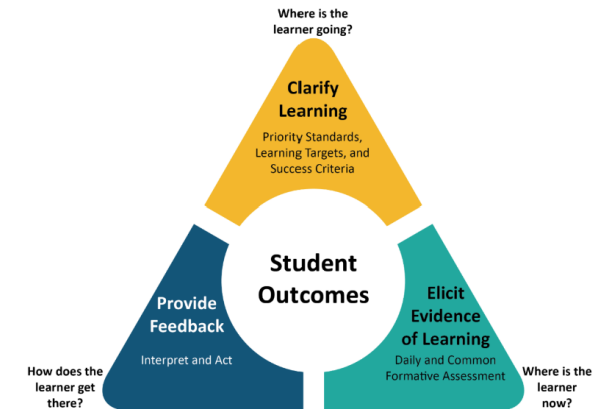 Where is the
learner going?
Clarify
Learning
Priority Standards,
Learning Targets, and
Success Criteria
Student
Outcomes
Provide
Feedback
Interpret and Act
Elicit
Evidence
of Learning
Daily and Common
Formative Assessment
How does the
learner get
there?
Where is the
learner
now?